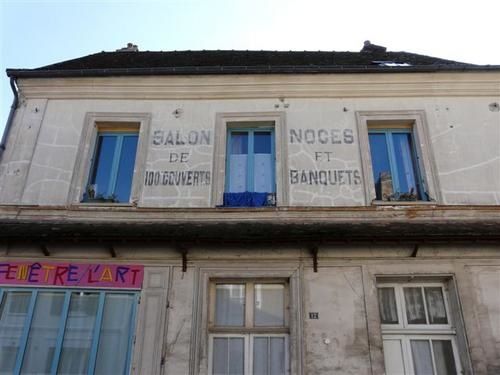 SALON
DE
100 COUVERTS
NOCES
ET
BANQUETS
FENÊTRE/L'ART
12